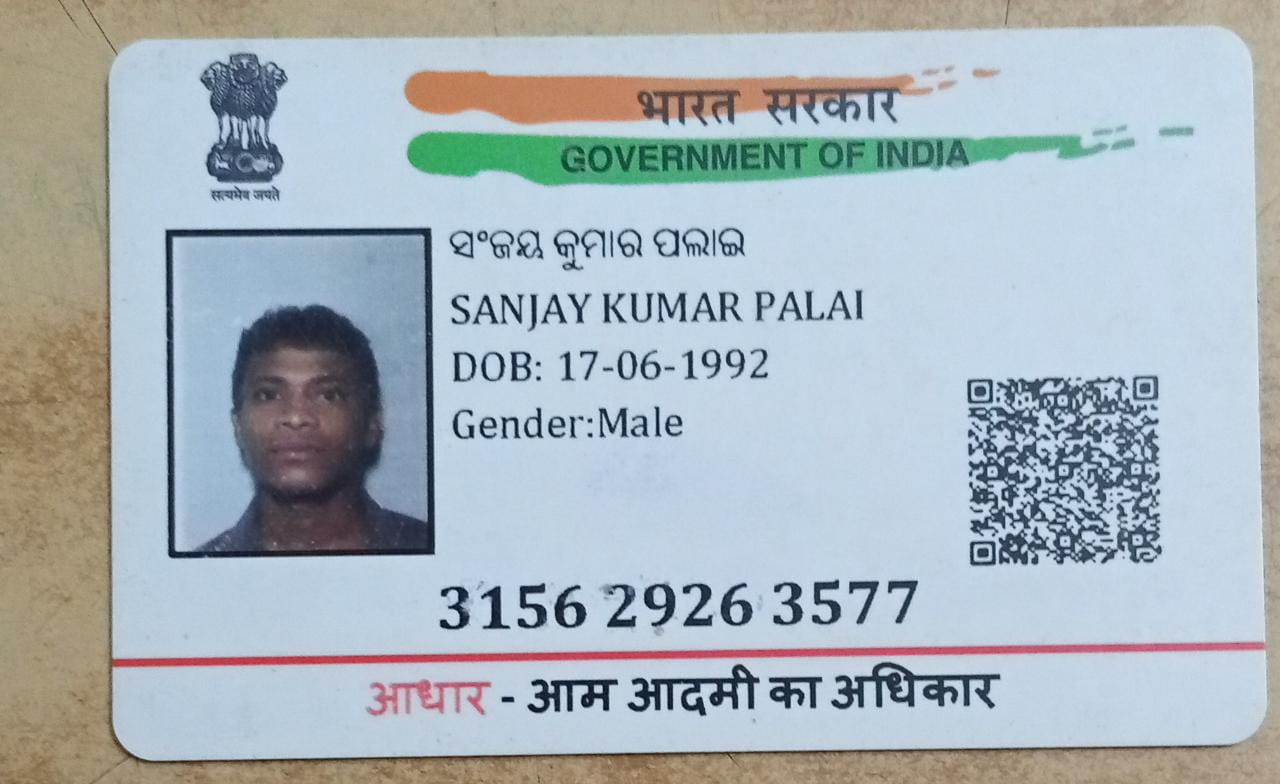 सत्यमेव जयते
भारत सरकार
GOVERNMENT OF INDIA
ସଂଜୟ କୁମାର ପଲାଇ
SANJAY KUMAR PALAI
DOB: 17-06-1992
Gender:Male
3156 2926 3577
आधार - आम आदमी का अधिकार